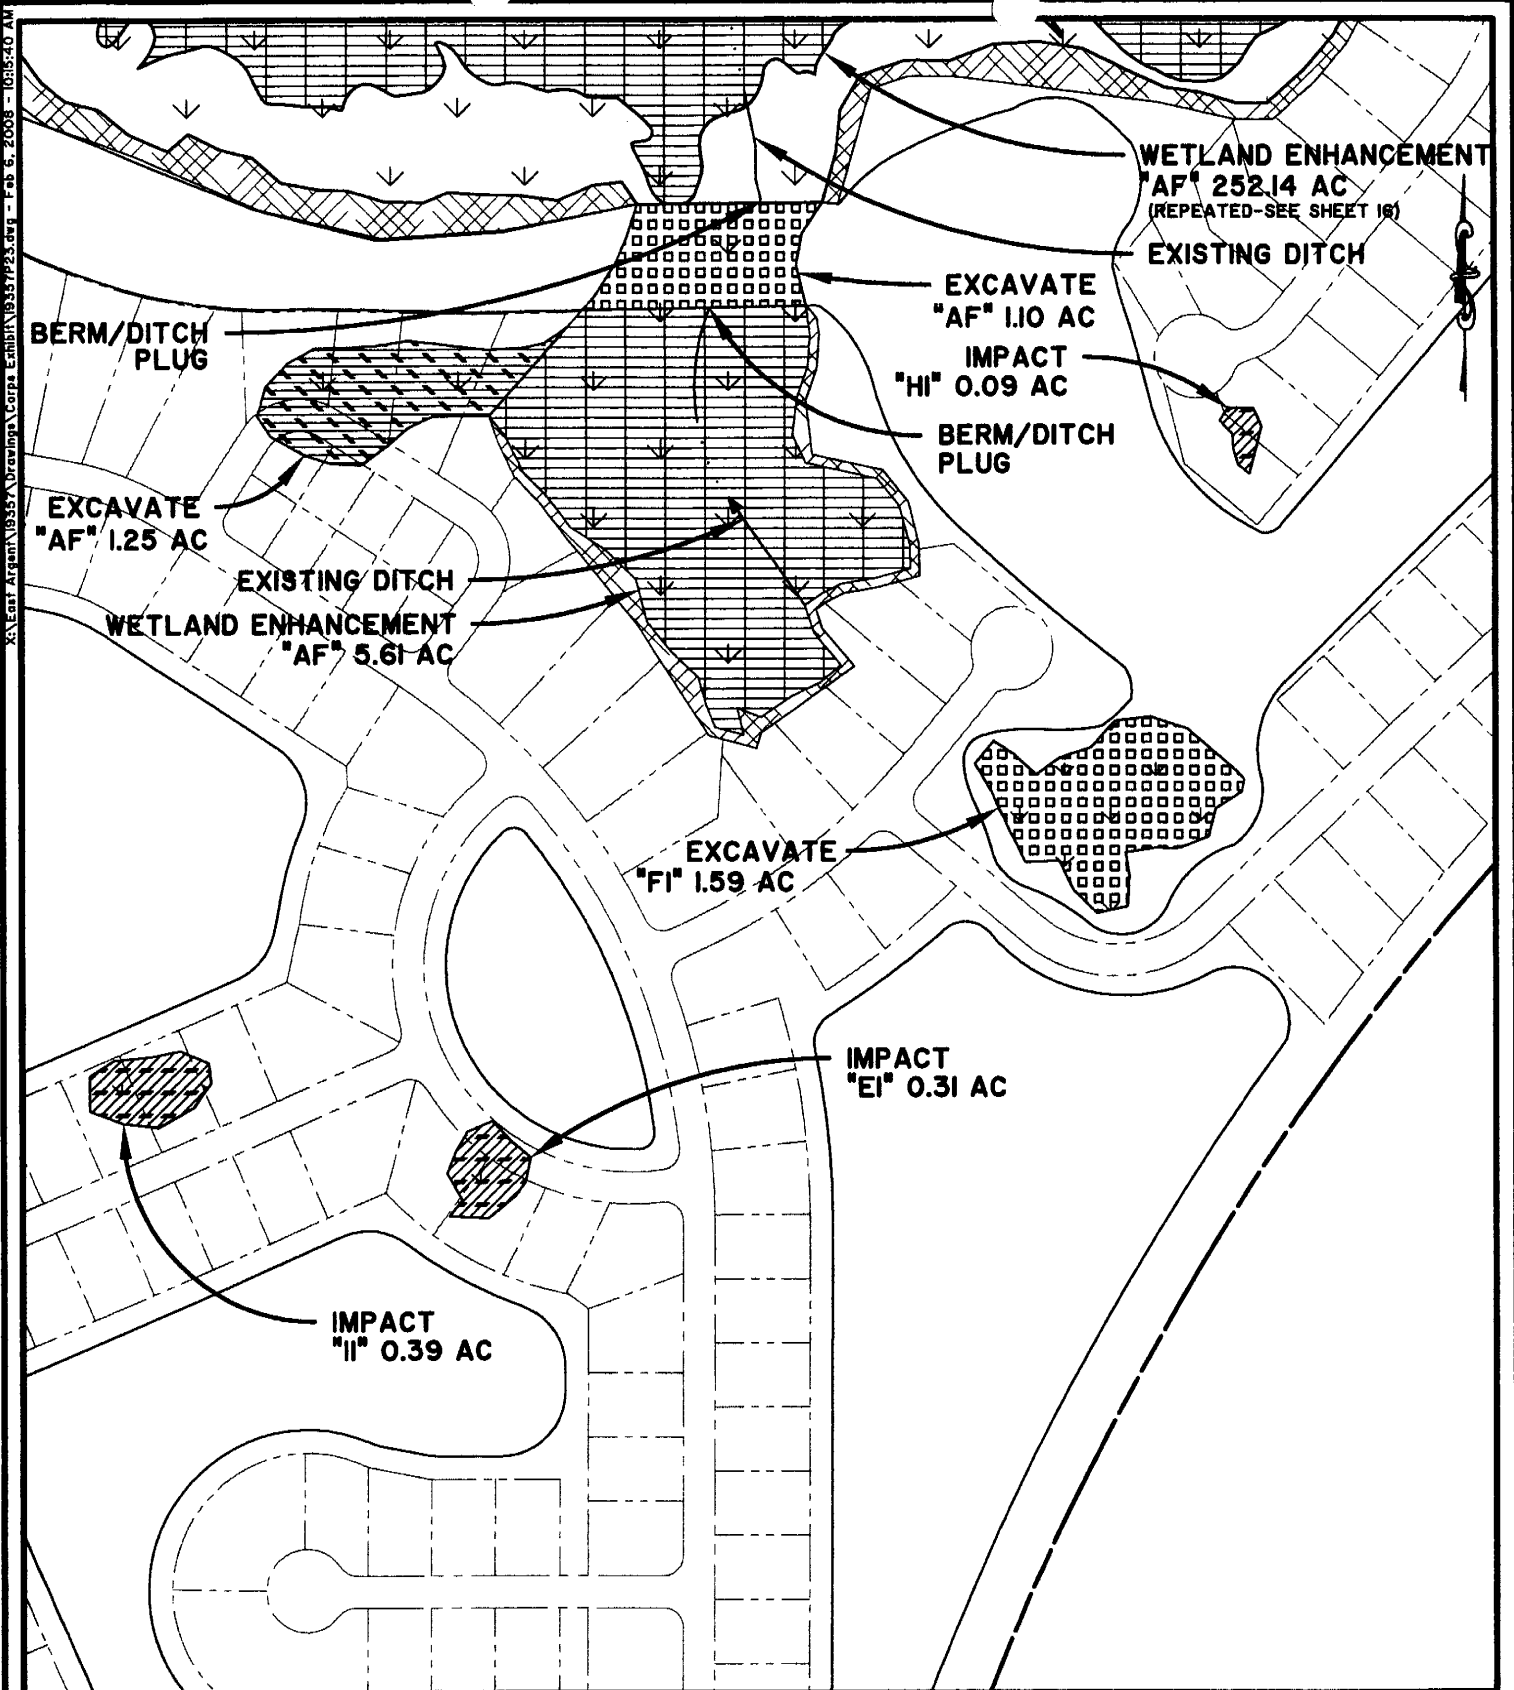 X:\East Argent\19357\Drawings\Corps Exhibit\19357P23.dwg - Feb 6, 2008 - 10:15:40 AM
WETLAND ENHANCEMENT
"AF" 252.14 AC
(REPEATED-SEE SHEET 16)
EXISTING DITCH
EXCAVATE
"AF" 1.10 AC
BERM/DITCH
PLUG
IMPACT
"HI" 0.09 AC
BERM/DITCH
PLUG
EXCAVATE
"AF" 1.25 AC
EXISTING DITCH
WETLAND ENHANCEMENT
"AF" 5.61 AC
EXCAVATE
"FI" 1.59 AC
IMPACT
"EI" 0.31 AC
IMPACT
"II" 0.39 AC